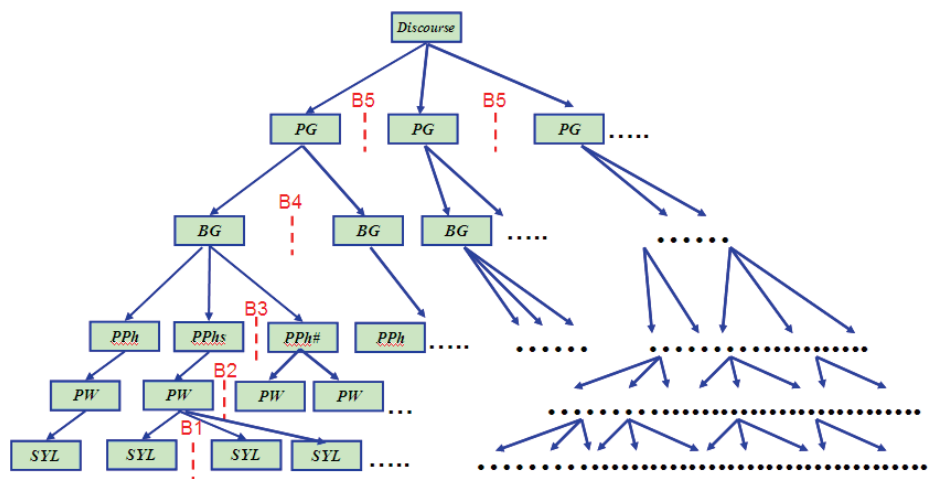 Discourse
B5 B5
PG PG PG .....
B4
BG BG BG .....
B3
PPh PPhs PPh# PPh .....
B2
PW PW PW PW ...
B1
SYL SYL SYL SYL .....